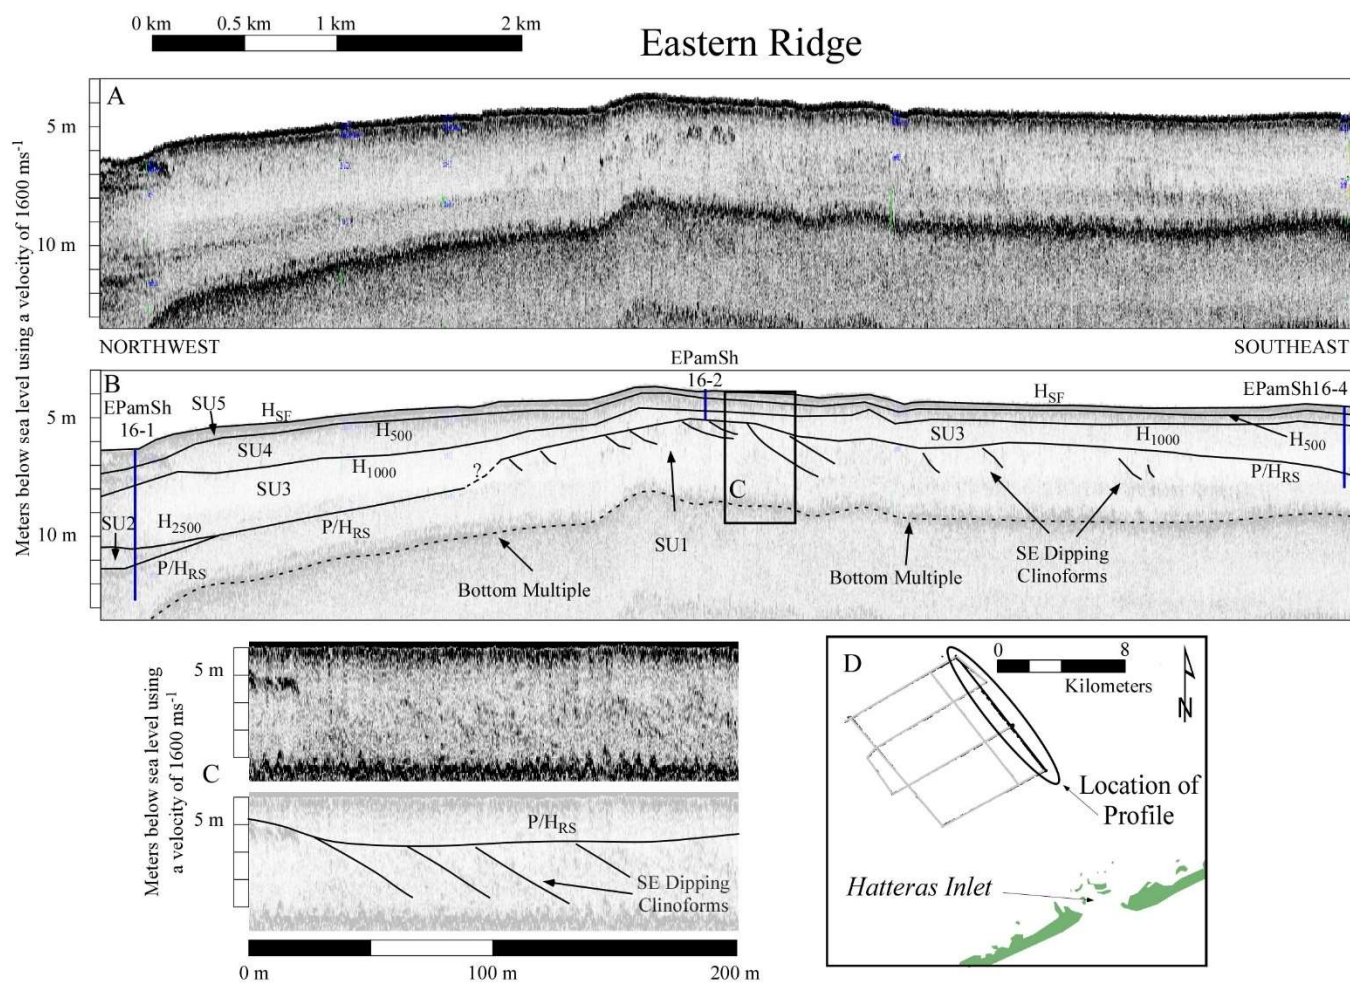 0 km 0.5 km 1 km 2 km
Eastern Ridge
A
5 m
10 m
Meters below sea level using a velocity of 1600 ms-1
NORTHWEST
SOUTHEAST
B
EPamSh
16-1
EPamSh
16-2
EPamSh16-4
5 m
10 m
SU5
HSF
SU4
H500
H1000
SU3
?
SU2
H2500
P/HRS
P/HRS
Bottom Multiple
SU1
C
Bottom Multiple
SE Dipping
Clinoforms
HSF
SU3
H1000
H500
P/HRS
C
5 m
5 m
Meters below sea level using
a velocity of 1600 ms-1
P/HRS
SE Dipping
Clinoforms
0 m 100 m 200 m
D
0 8
Kilometers
N
Location of
Profile
Hatteras Inlet